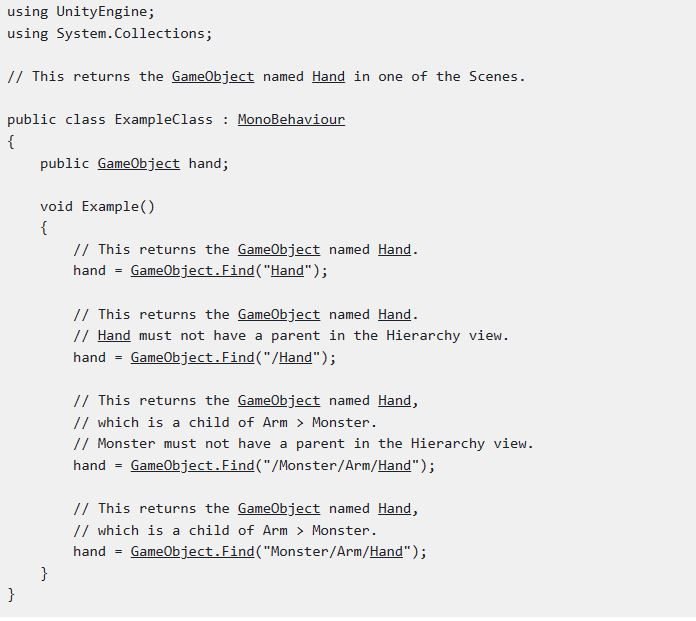 using UnityEngine;
using System.Collections;
// This returns the GameObject named Hand in one of the Scenes.
public class ExampleClass : MonoBehaviour
{
public GameObject hand;
void Example()
{
// This returns the GameObject named Hand.
hand = GameObject.Find("Hand");
// This returns the GameObject named Hand.
// Hand must not have a parent in the Hierarchy view.
hand = GameObject.Find("/Hand");
// This returns the GameObject named Hand,
// which is a child of Arm > Monster.
// Monster must not have a parent in the Hierarchy view.
hand = GameObject.Find("/Monster/Arm/Hand");
// This returns the GameObject named Hand,
// which is a child of Arm > Monster.
hand = GameObject.Find("Monster/Arm/Hand");
}
}